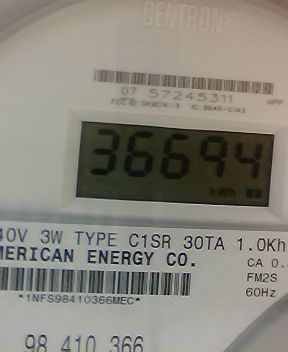 CENTRON®
07 57245311
36694
kWh
40V 3W TYPE C1SR 30TA 1.0Kh
MERICAN ENERGY CO.
CA 0.
FM2S
*1NFS98410366MEC*
60Hz
98 410 366